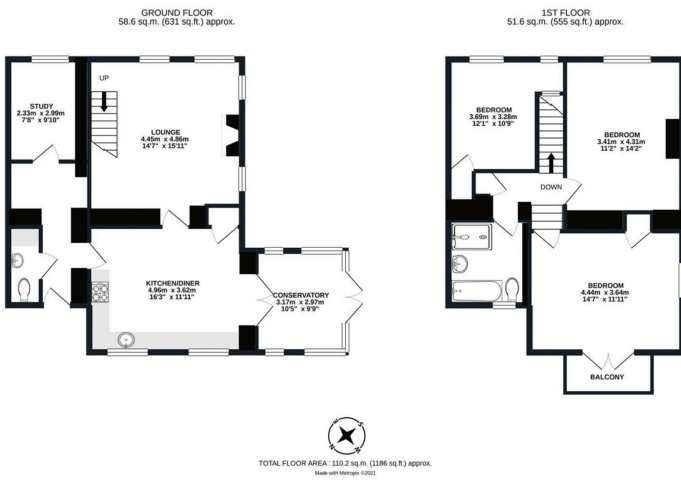 GROUND FLOOR
58.6 sq.m. (631 sq.ft.) approx.
STUDY
2.33m x 2.99m
7'8" x 9'10"
UP
LOUNGE
4.45m x 4.86m
14'7" x 15'11"
KITCHEN/DINER
4.96m x 3.62m
16'3" x 11'11"
CONSERVATORY
3.17m x 2.97m
10'5" x 9'9"
1ST FLOOR
51.6 sq.m. (555 sq.ft.) approx.
BEDROOM
3.69m x 3.28m
12'1" x 10'9"
BEDROOM
3.41m x 4.31m
11'2" x 14'2"
DOWN
BEDROOM
4.44m x 3.64m
14'7" x 11'11"
BALCONY
N
E
S
W
TOTAL FLOOR AREA : 110.2 sq.m. (1186 sq.ft.) approx.
Made with Metropix ©2021